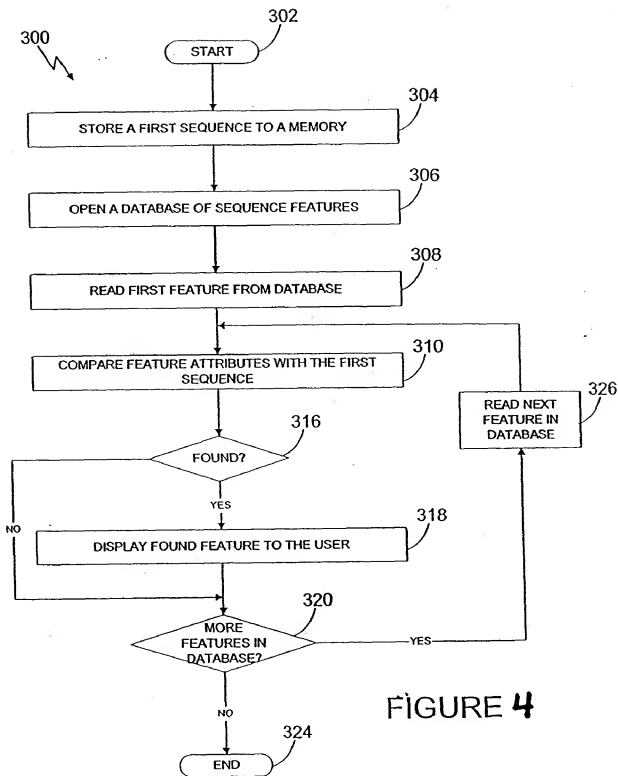 300
302
START
304
STORE A FIRST SEQUENCE TO A MEMORY
306
OPEN A DATABASE OF SEQUENCE FEATURES
308
READ FIRST FEATURE FROM DATABASE
310
COMPARE FEATURE ATTRIBUTES WITH THE FIRST
SEQUENCE
326
READ NEXT
FEATURE IN
DATABASE
316
FOUND?
YES
NO
318
DISPLAY FOUND FEATURE TO THE USER
320
MORE
FEATURES IN
DATABASE?
YES
NO
324
END
FIGURE 4